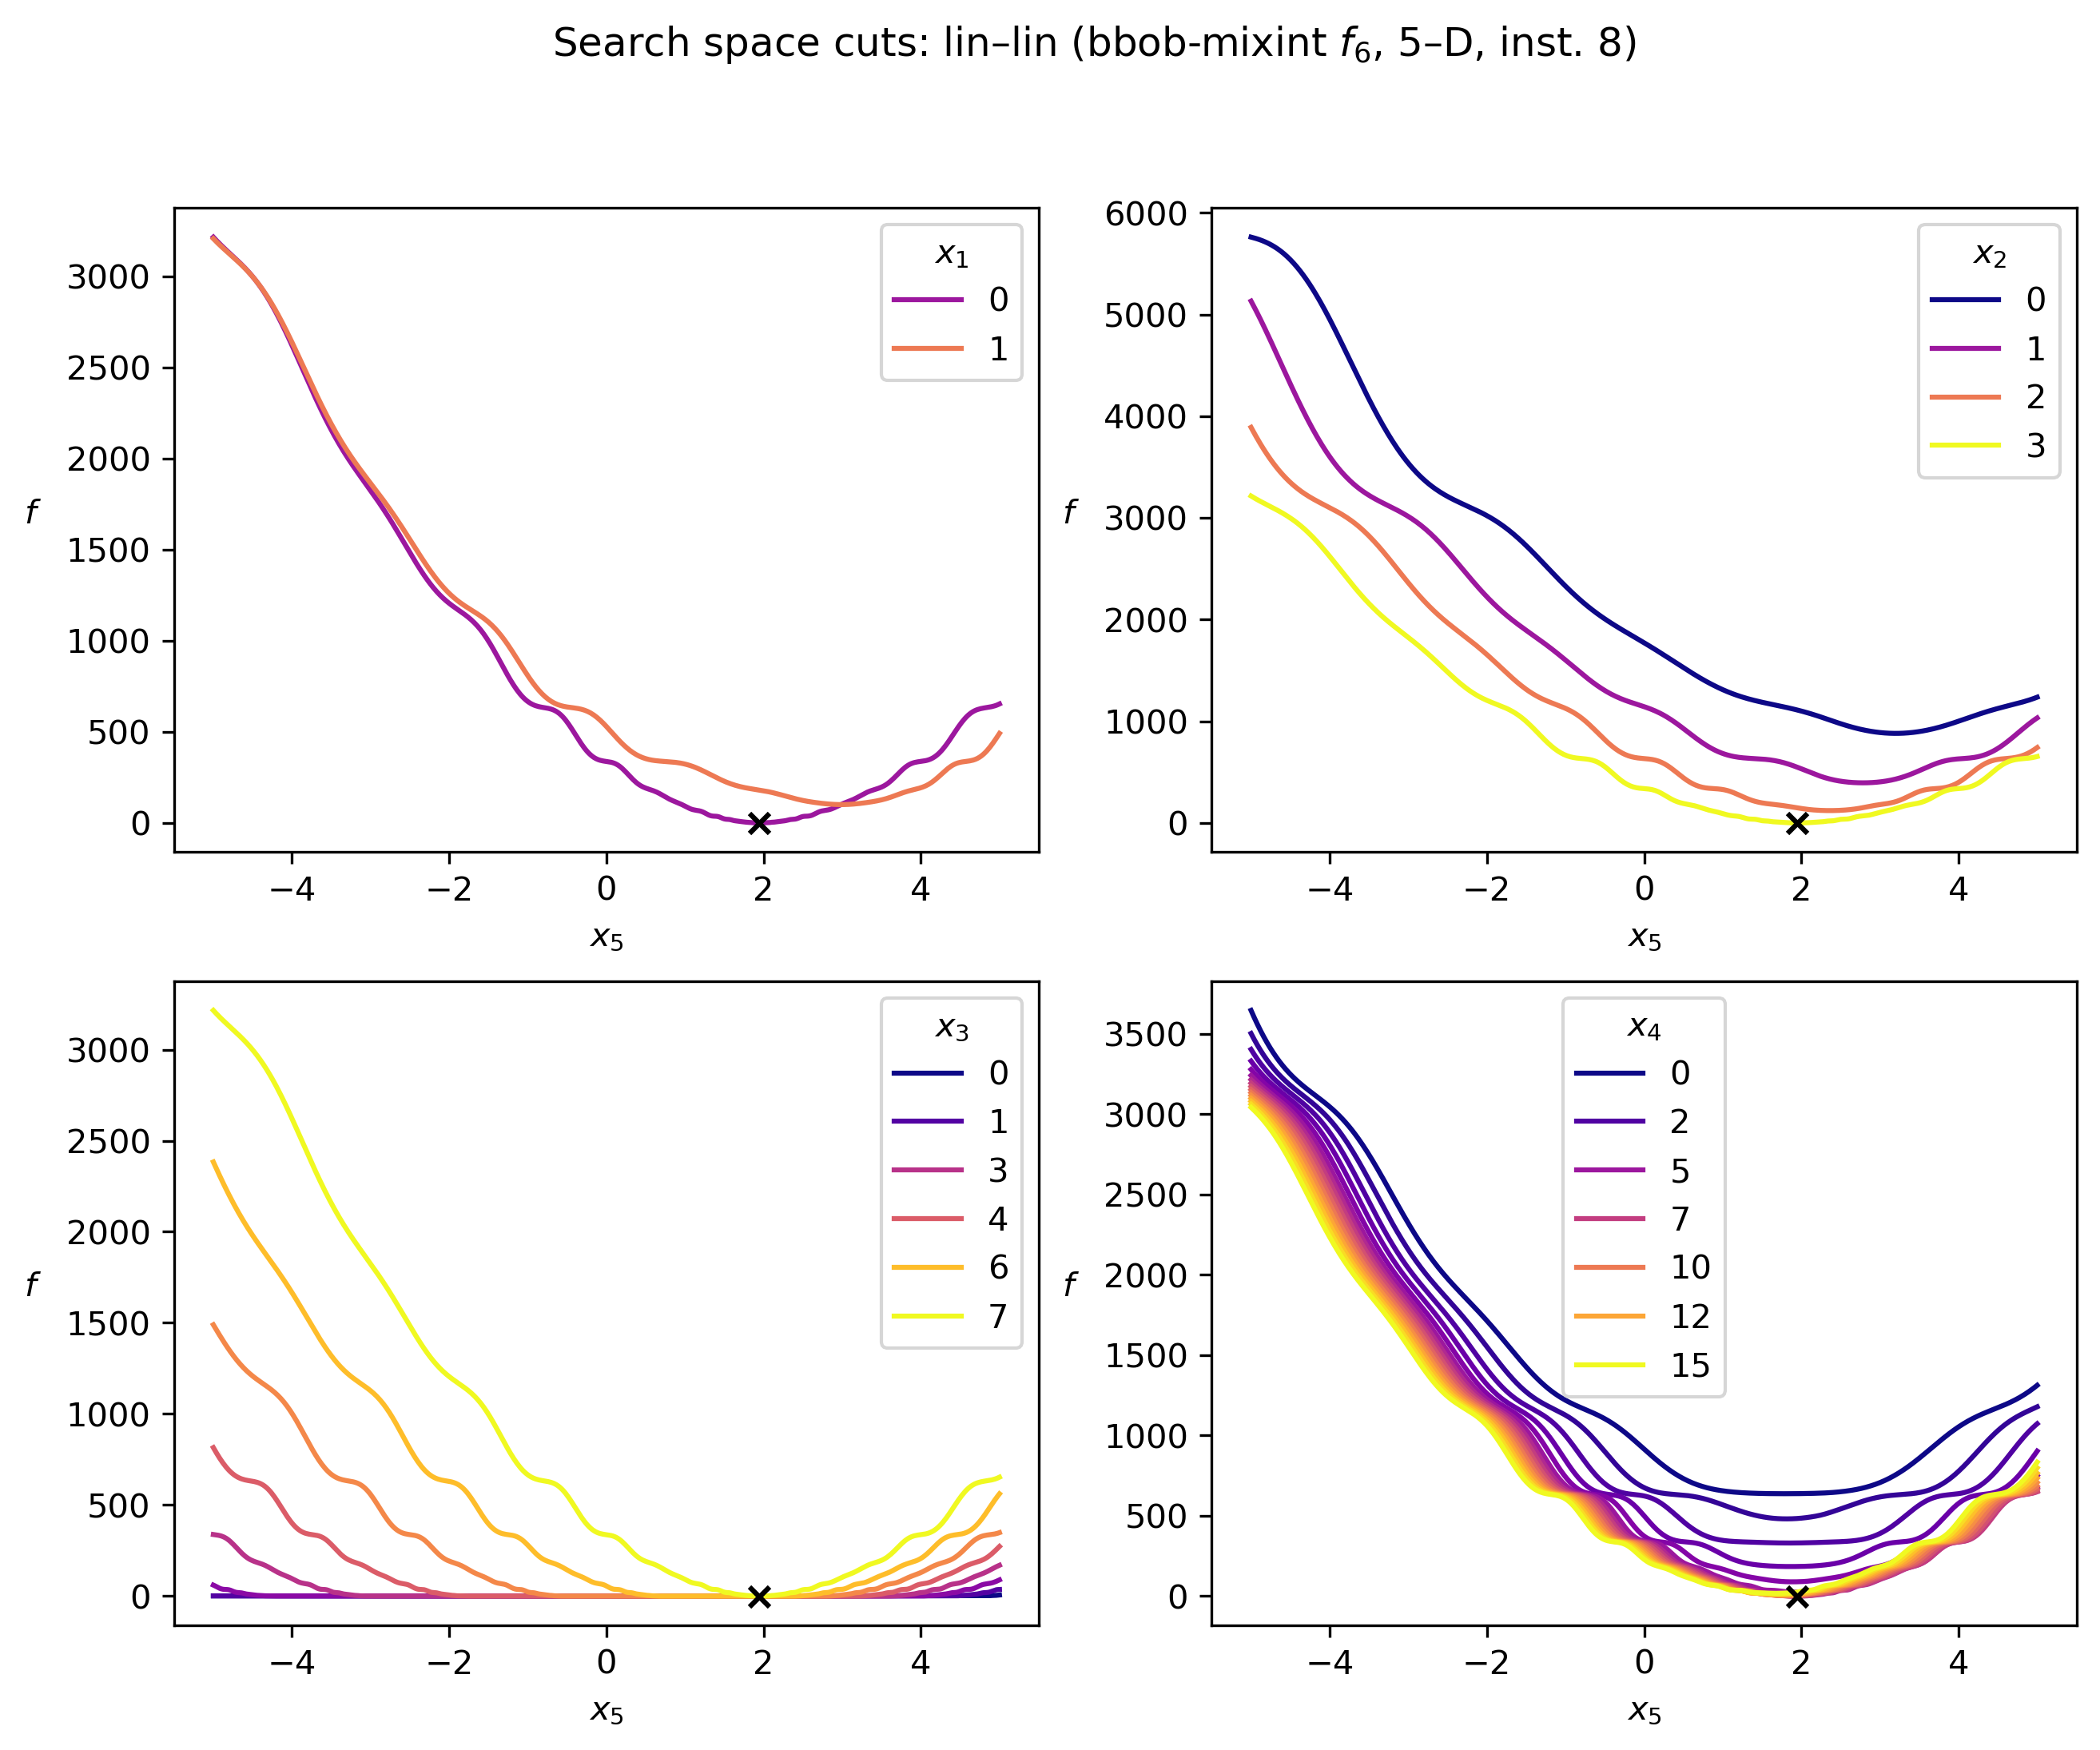 Search space cuts: lin–lin (bbob-mixint f₆, 5–D, inst. 8)
3000
2500
2000
1500
1000
500
0
f
−4 −2 0 2 4
x₅
x₁
0
1
6000
5000
4000
3000
2000
1000
0
f
−4 −2 0 2 4
x₅
x₂
0
1
2
3
3000
2500
2000
1500
1000
500
0
f
−4 −2 0 2 4
x₅
x₃
0
1
3
4
6
7
3500
3000
2500
2000
1500
1000
500
0
f
−4 −2 0 2 4
x₅
x₄
0
2
5
7
10
12
15